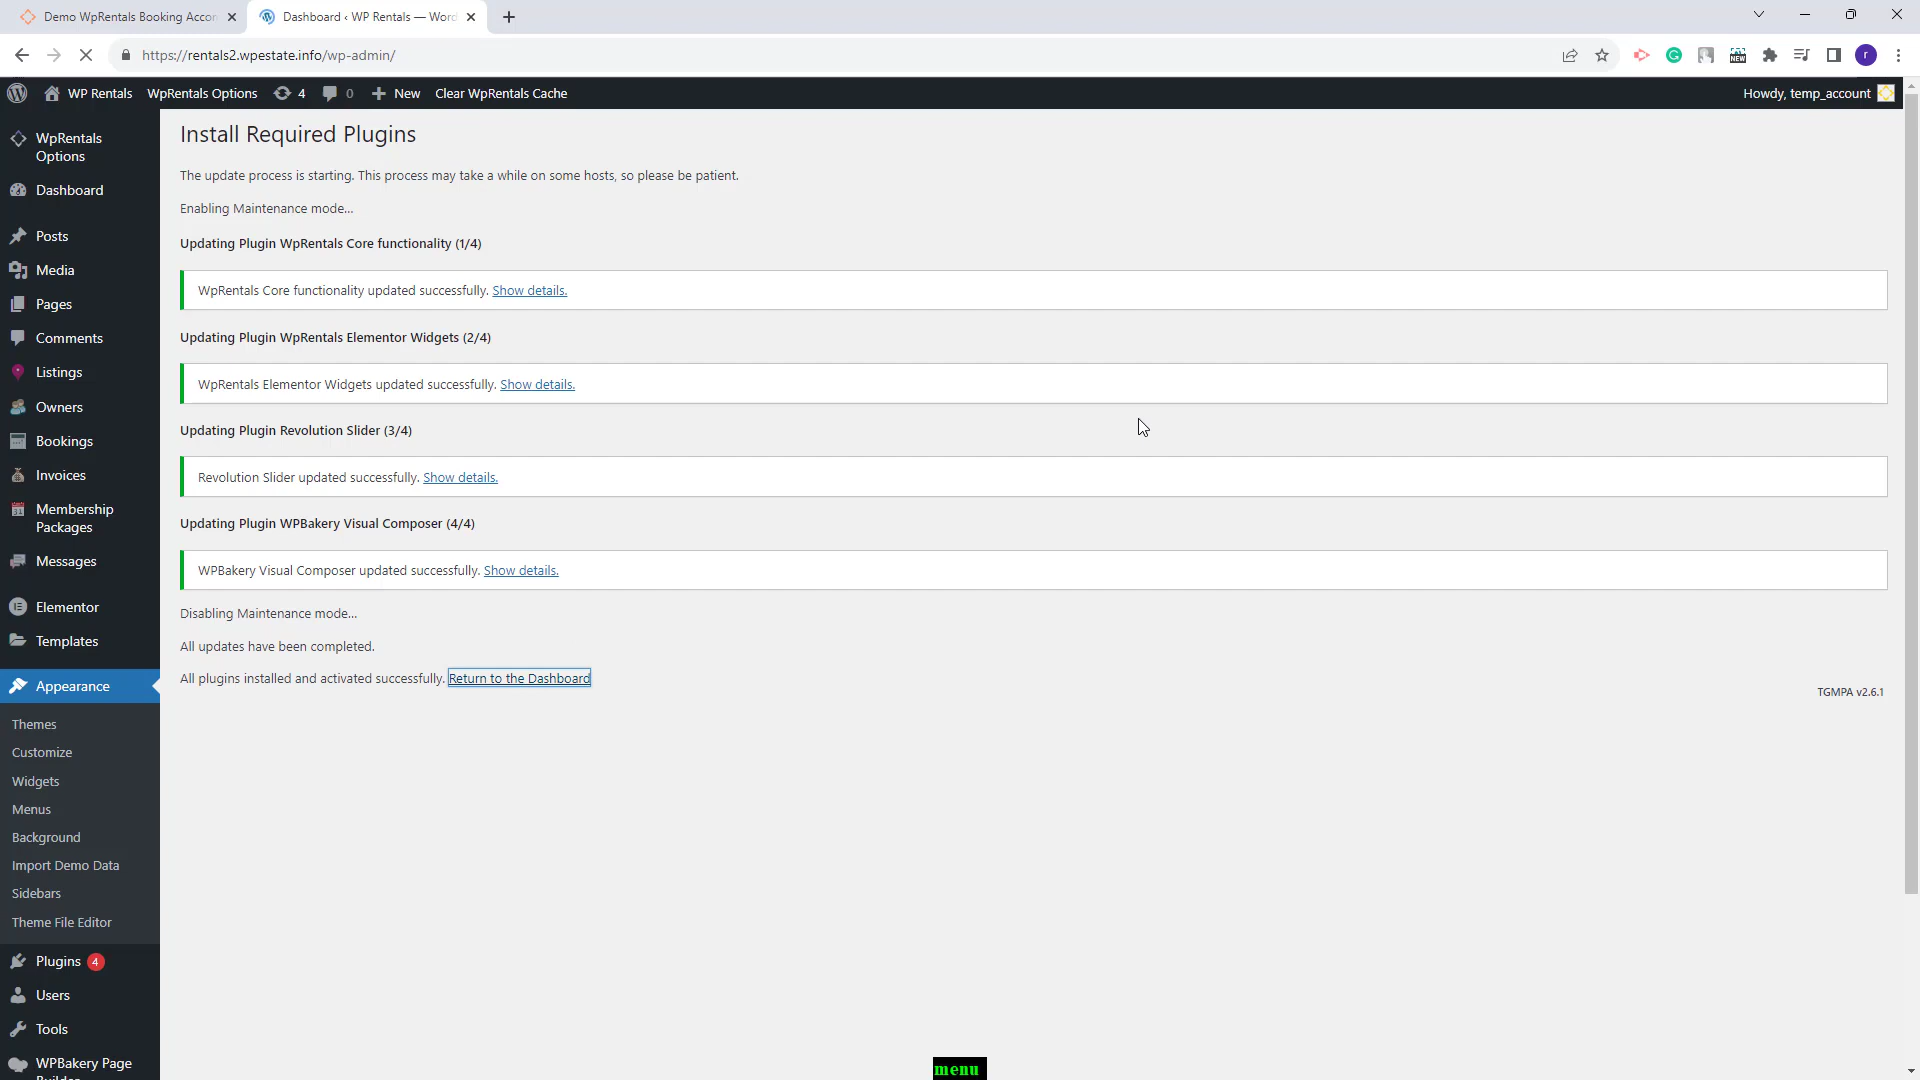 Demo WpRentals Booking Accor
Dashboard ‹ WP Rentals — Word
https://rentals2.wpestate.info/wp-admin/
r
WP Rentals
WpRentals Options
4
0
New
Clear WpRentals Cache
Howdy, temp_account
WpRentals
Options
Dashboard
Posts
Media
Pages
Comments
Listings
Owners
Bookings
Invoices
Membership
Packages
Messages
Elementor
Templates
Appearance
Themes
Customize
Widgets
Menus
Background
Import Demo Data
Sidebars
Theme File Editor
Plugins 4
Users
Tools
WPBakery Page
Install Required Plugins
The update process is starting. This process may take a while on some hosts, so please be patient.
Enabling Maintenance mode…
Updating Plugin WpRentals Core functionality (1/4)
WpRentals Core functionality updated successfully. Show details.
Updating Plugin WpRentals Elementor Widgets (2/4)
WpRentals Elementor Widgets updated successfully. Show details.
Updating Plugin Revolution Slider (3/4)
Revolution Slider updated successfully. Show details.
Updating Plugin WPBakery Visual Composer (4/4)
WPBakery Visual Composer updated successfully. Show details.
Disabling Maintenance mode…
All updates have been completed.
All plugins installed and activated successfully. Return to the Dashboard
TGMPA v2.6.1
menu